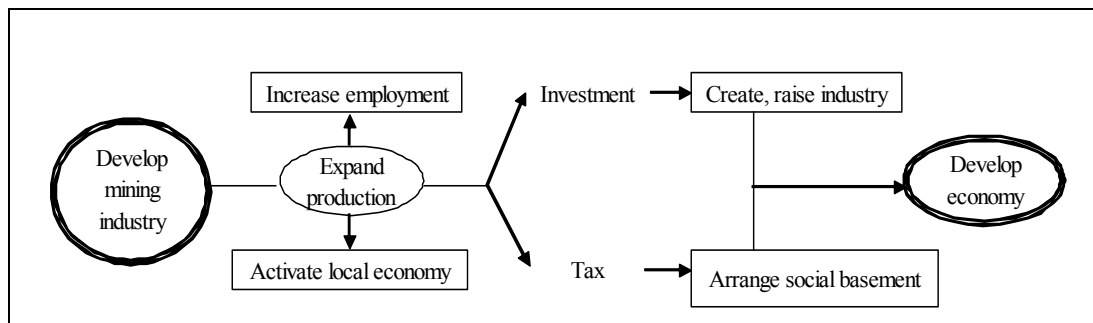 Increase employment
Investment
Create, raise industry
Develop
mining
industry
Expand
production
Develop
economy
Activate local economy
Tax
Arrange social basement